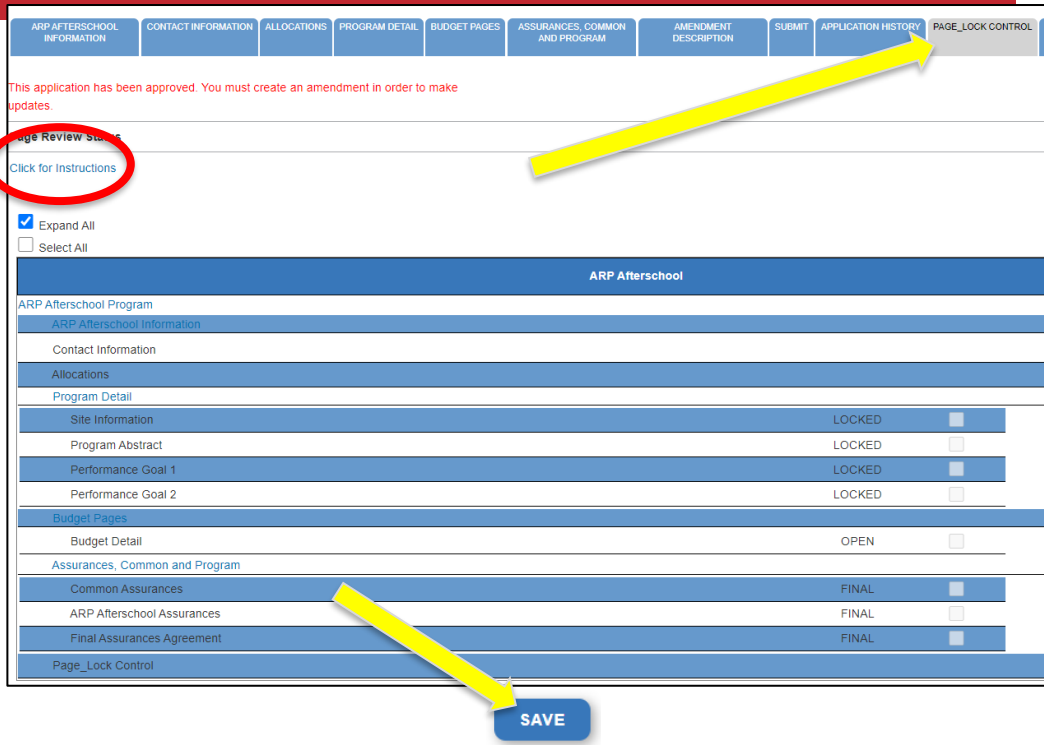 ARP AFTERSCHOOL INFORMATION
CONTACT INFORMATION
ALLOCATIONS
PROGRAM DETAIL
BUDGET PAGES
ASSURANCES, COMMON AND PROGRAM
AMENDMENT DESCRIPTION
SUBMIT
APPLICATION HISTORY
PAGE_LOCK CONTROL
This application has been approved. You must create an amendment in order to make
updates.
Page Review Status
Click for Instructions
Expand All
Select All
ARP Afterschool
ARP Afterschool Program
ARP Afterschool Information
Contact Information
Allocations
Program Detail
Site Information LOCKED
Program Abstract LOCKED
Performance Goal 1 LOCKED
Performance Goal 2 LOCKED
Budget Pages
Budget Detail OPEN
Assurances, Common and Program
Common Assurances FINAL
ARP Afterschool Assurances FINAL
Final Assurances Agreement FINAL
Page_Lock Control
SAVE